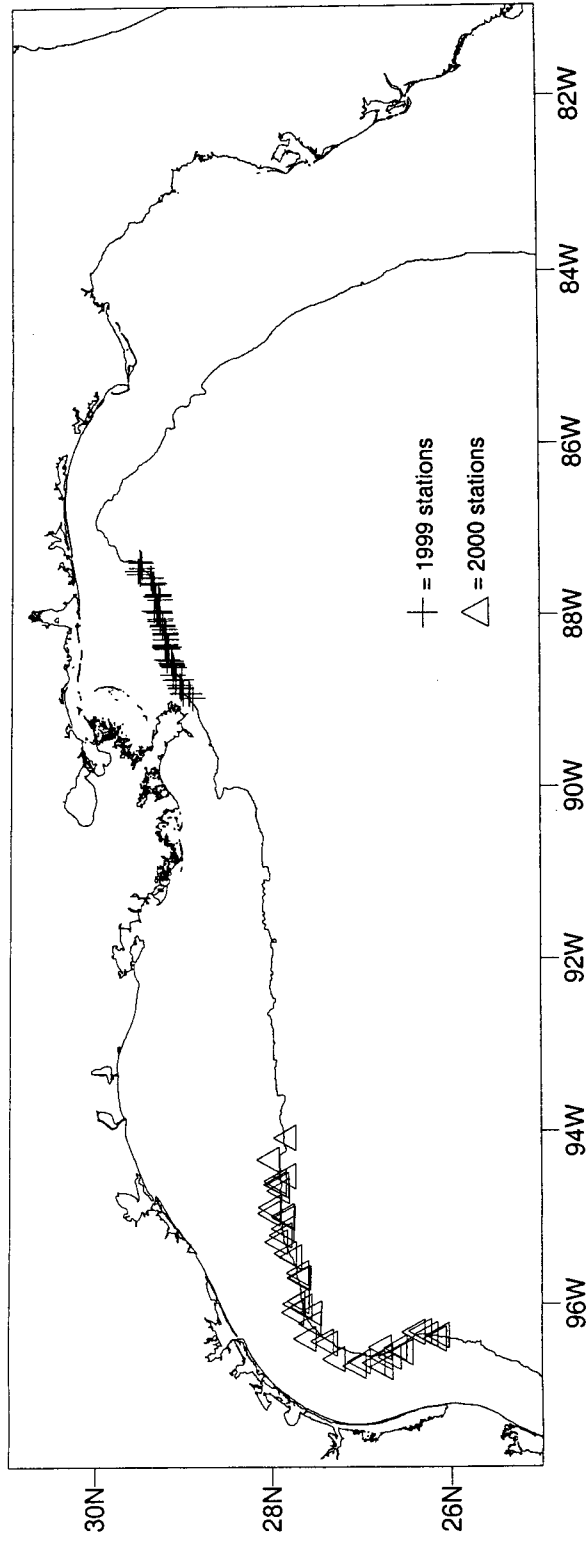 30N
28N
26N
96W
94W
92W
90W
88W
86W
84W
82W
+ = 1999 stations
△ = 2000 stations